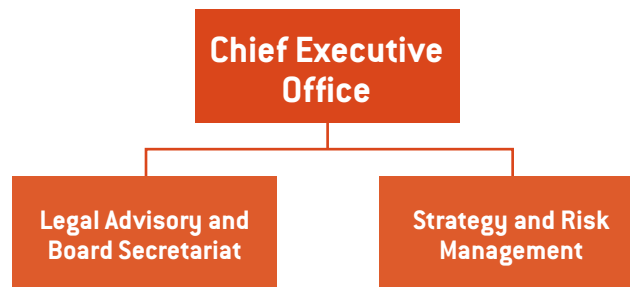 Chief Executive
Office
Legal Advisory and
Board Secretariat
Strategy and Risk
Management